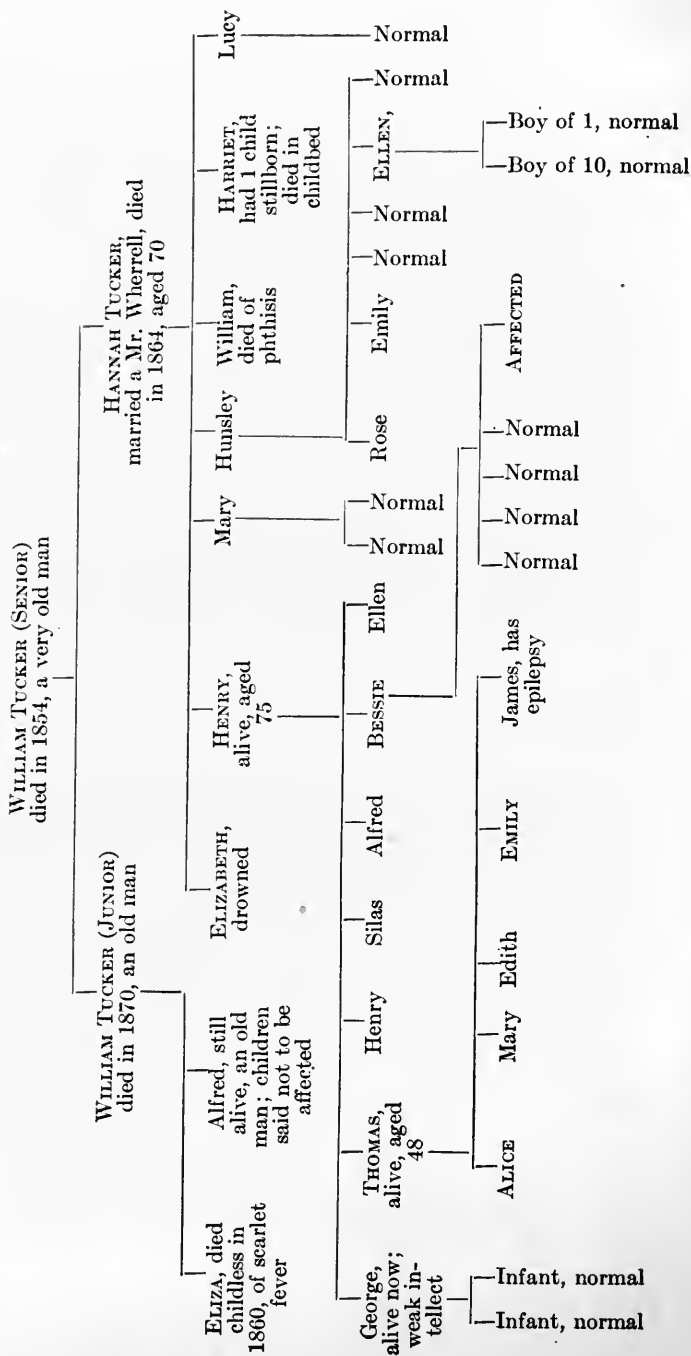 WILLIAM TUCKER (SENIOR)
died in 1854, a very old man
WILLIAM TUCKER (JUNIOR)
died in 1870, an old man
HANNAH TUCKER,
married a Mr. Wherrell, died
in 1864, aged 70
ELIZA, died
childless in
1860, of scarlet
fever
Alfred, still
alive, an old
man; children
said not to be
affected
ELIZABETH,
drowned
HENRY,
alive, aged
75
Mary
Hunsley
William,
died of
phthisis
HARRIET,
had 1 child
stillborn;
died in
childbed
Lucy
George,
alive now;
weak in-
tellect
THOMAS,
alive, aged
48
Henry
Silas
Alfred
BESSIE
Ellen
Normal
Normal
Rose
Emily
Normal
Normal
ELLEN,
Normal
Normal
Infant, normal
Infant, normal
ALICE
Mary
Edith
EMILY
James, has
epilepsy
Normal
Normal
Normal
Normal
AFFECTED
Boy of 10, normal
Boy of 1, normal